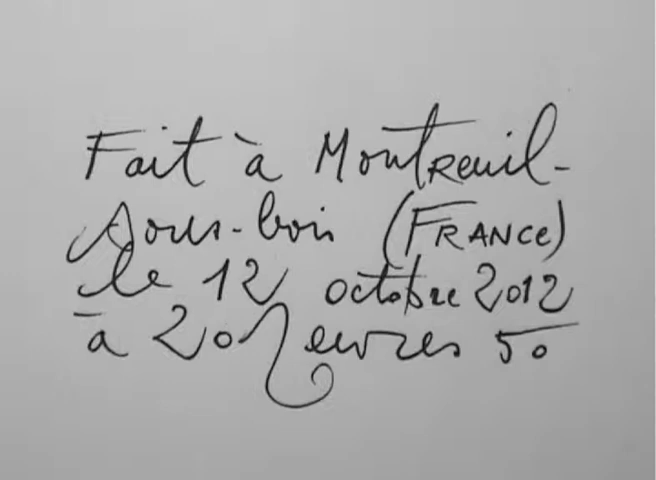 Fait à Montreuil-
sous-bois (FRANCE)
le 12 octobre 2012
à 20 heures 50